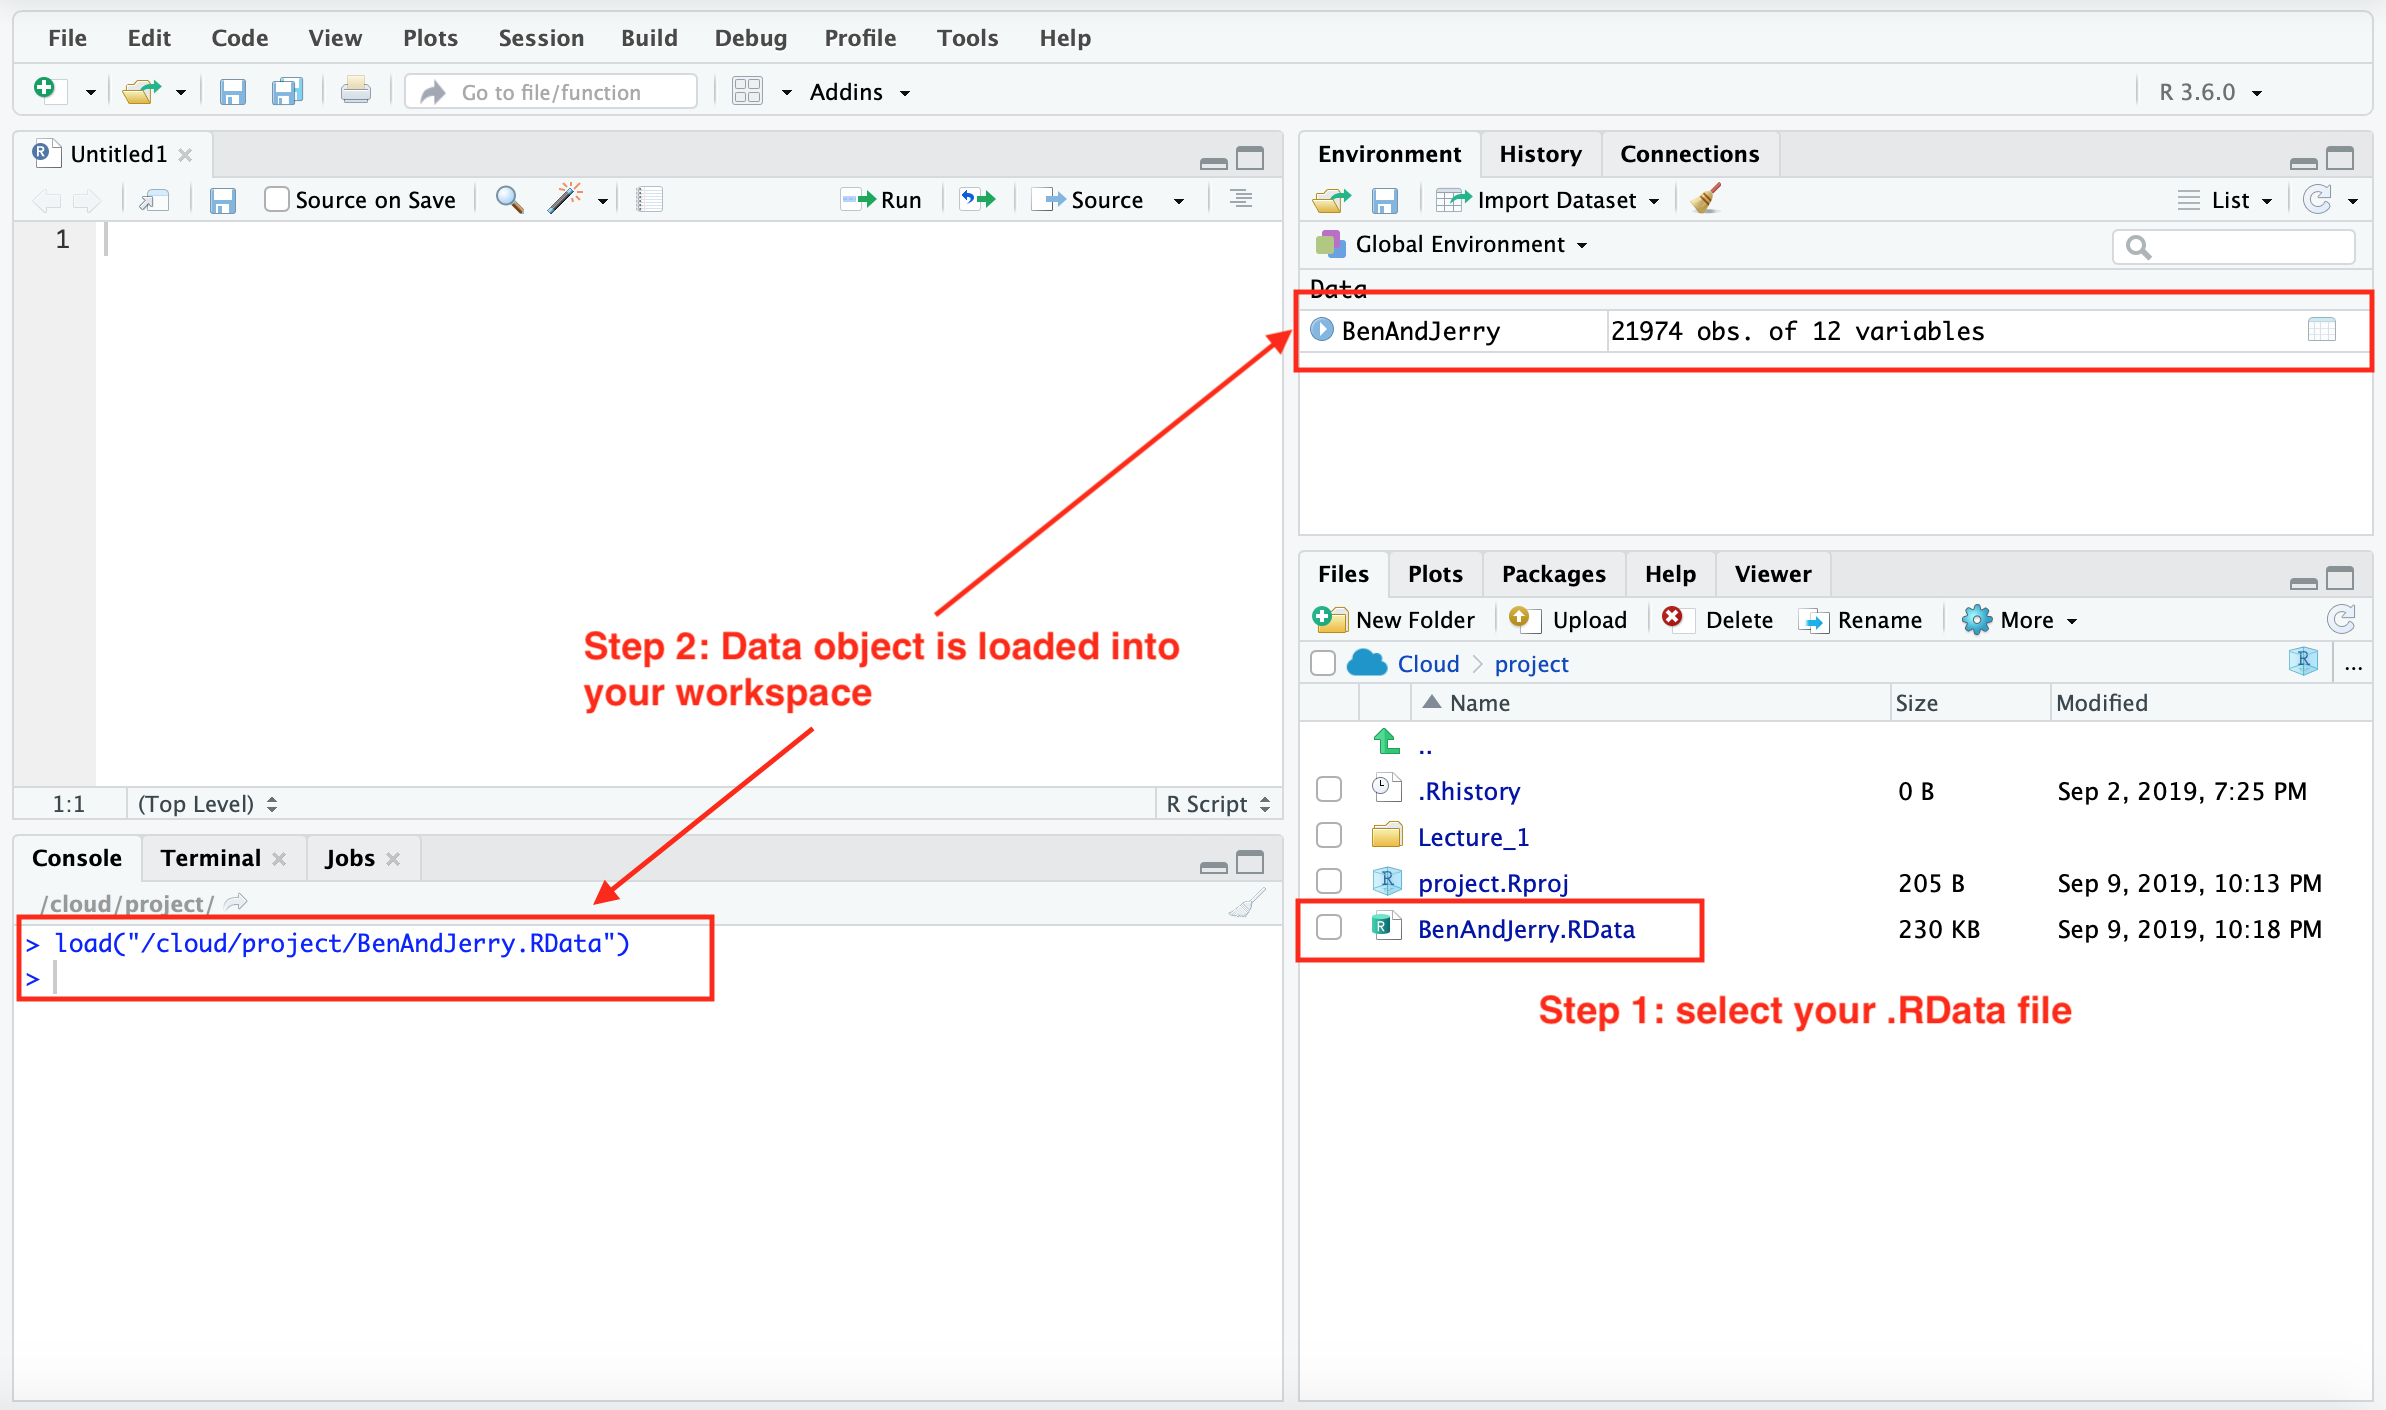 File Edit Code View Plots Session Build Debug Profile Tools Help
Go to file/function Addins R 3.6.0
Untitled1
Source on Save Run Source
1
Step 2: Data object is loaded into
your workspace
1:1 (Top Level) R Script
Console Terminal Jobs
/cloud/project/
> load("/cloud/project/BenAndJerry.RData")
>
Environment History Connections
Import Dataset List
Global Environment
Data
BenAndJerry 21974 obs. of 12 variables
Files Plots Packages Help Viewer
New Folder Upload Delete Rename More
Cloud project ...
Name Size Modified
..
.Rhistory 0 B Sep 2, 2019, 7:25 PM
Lecture_1
project.Rproj 205 B Sep 9, 2019, 10:13 PM
BenAndJerry.RData 230 KB Sep 9, 2019, 10:18 PM
Step 1: select your .RData file